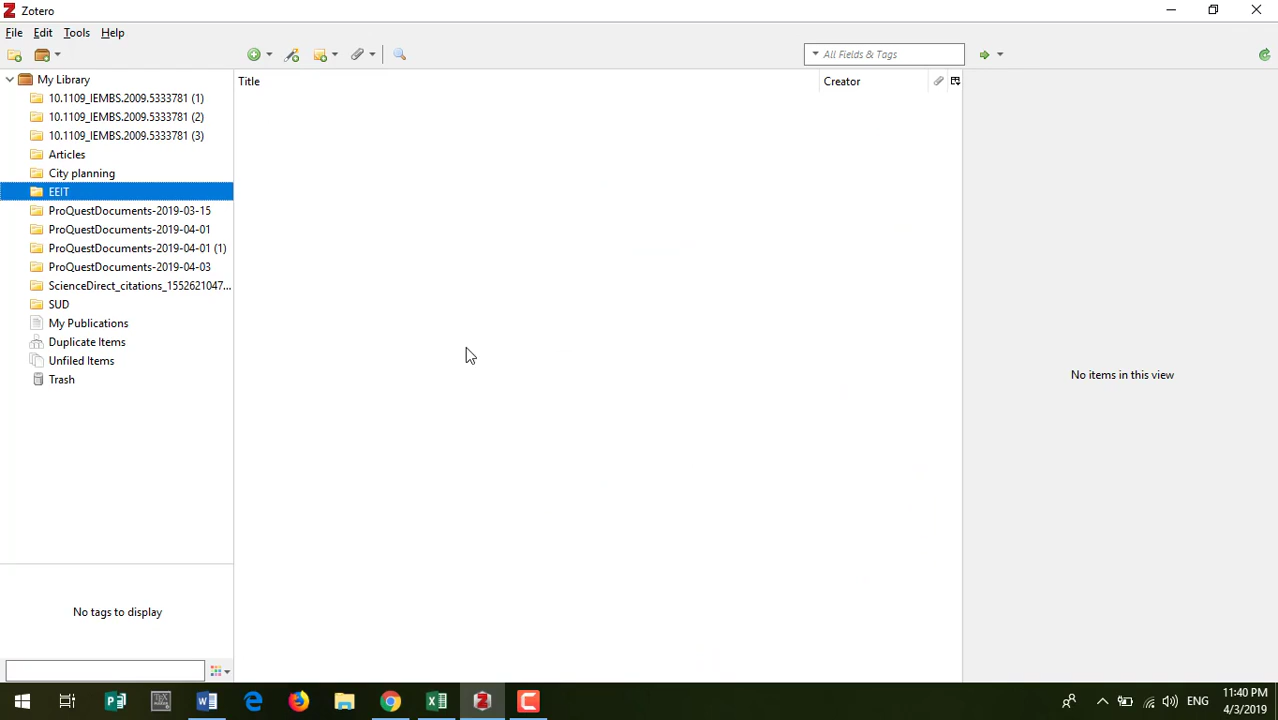 Zotero
File Edit Tools Help
All Fields & Tags
My Library
Title
Creator
10.1109_IEMBS.2009.5333781 (1)
10.1109_IEMBS.2009.5333781 (2)
10.1109_IEMBS.2009.5333781 (3)
Articles
City planning
EEIT
ProQuestDocuments-2019-03-15
ProQuestDocuments-2019-04-01
ProQuestDocuments-2019-04-01 (1)
ProQuestDocuments-2019-04-03
ScienceDirect_citations_1552621047...
SUD
My Publications
Duplicate Items
Unfiled Items
Trash
No items in this view
No tags to display
ENG
11:40 PM
4/3/2019